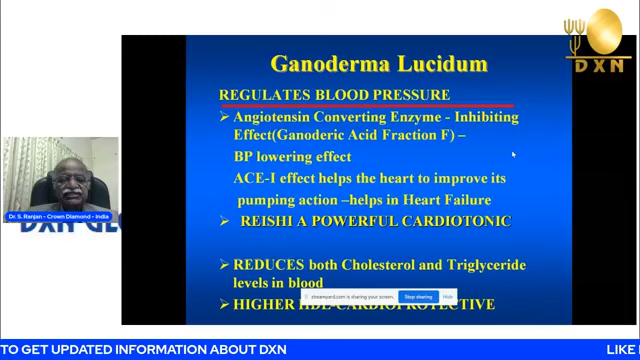 Ganoderma Lucidum
DXN
REGULATES BLOOD PRESSURE
➢ Angiotensin Converting Enzyme - Inhibiting
Effect(Ganoderic Acid Fraction F) –
BP lowering effect
ACE-I effect helps the heart to improve its
pumping action –helps in Heart Failure
➢ REISHI A POWERFUL CARDIOTONIC
➢ REDUCES both Cholesterol and Triglyceride
levels in blood
streamyard.com is sharing your screen. Stop sharing Hide
➢ HIGHER HDL-CARDIOPROTECTIVE
Dr. S. Ranjan - Crown Diamond - India
DXN GL
TO GET UPDATED INFORMATION ABOUT DXN
LIKE